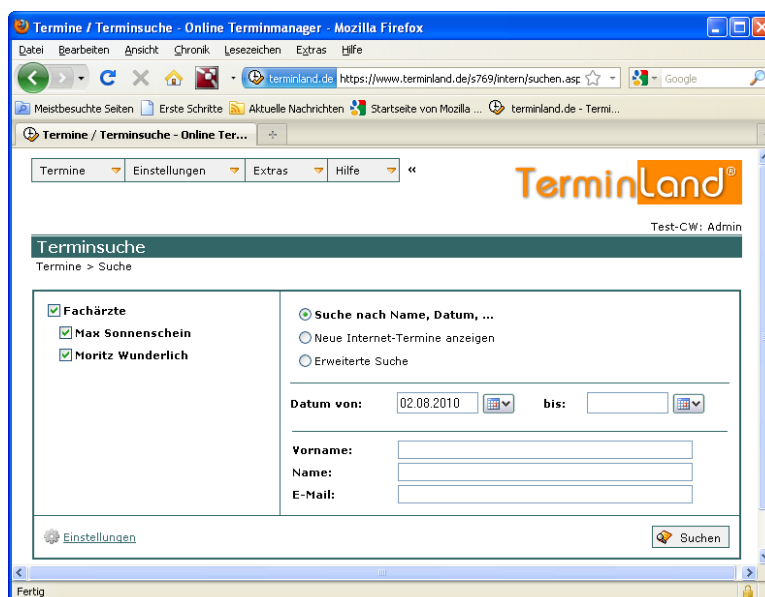 Termine / Terminsuche - Online Terminmanager - Mozilla Firefox
Datei Bearbeiten Ansicht Chronik Lesezeichen Extras Hilfe
terminland.de https://www.terminland.de/s769/intern/suchen.asp Google
Meistbesuchte Seiten Erste Schritte Aktuelle Nachrichten Startseite von Mozilla ... terminland.de - Termi...
Termine / Terminsuche - Online Ter...
Termine Einstellungen Extras Hilfe «
TerminLand®
Test-CW: Admin
Terminsuche
Termine > Suche
Fachärzte
Max Sonnenschein
Moritz Wunderlich
Suche nach Name, Datum, ...
Neue Internet-Termine anzeigen
Erweiterte Suche
Datum von: 02.08.2010 bis:
Vorname:
Name:
E-Mail:
Einstellungen Suchen
Fertig